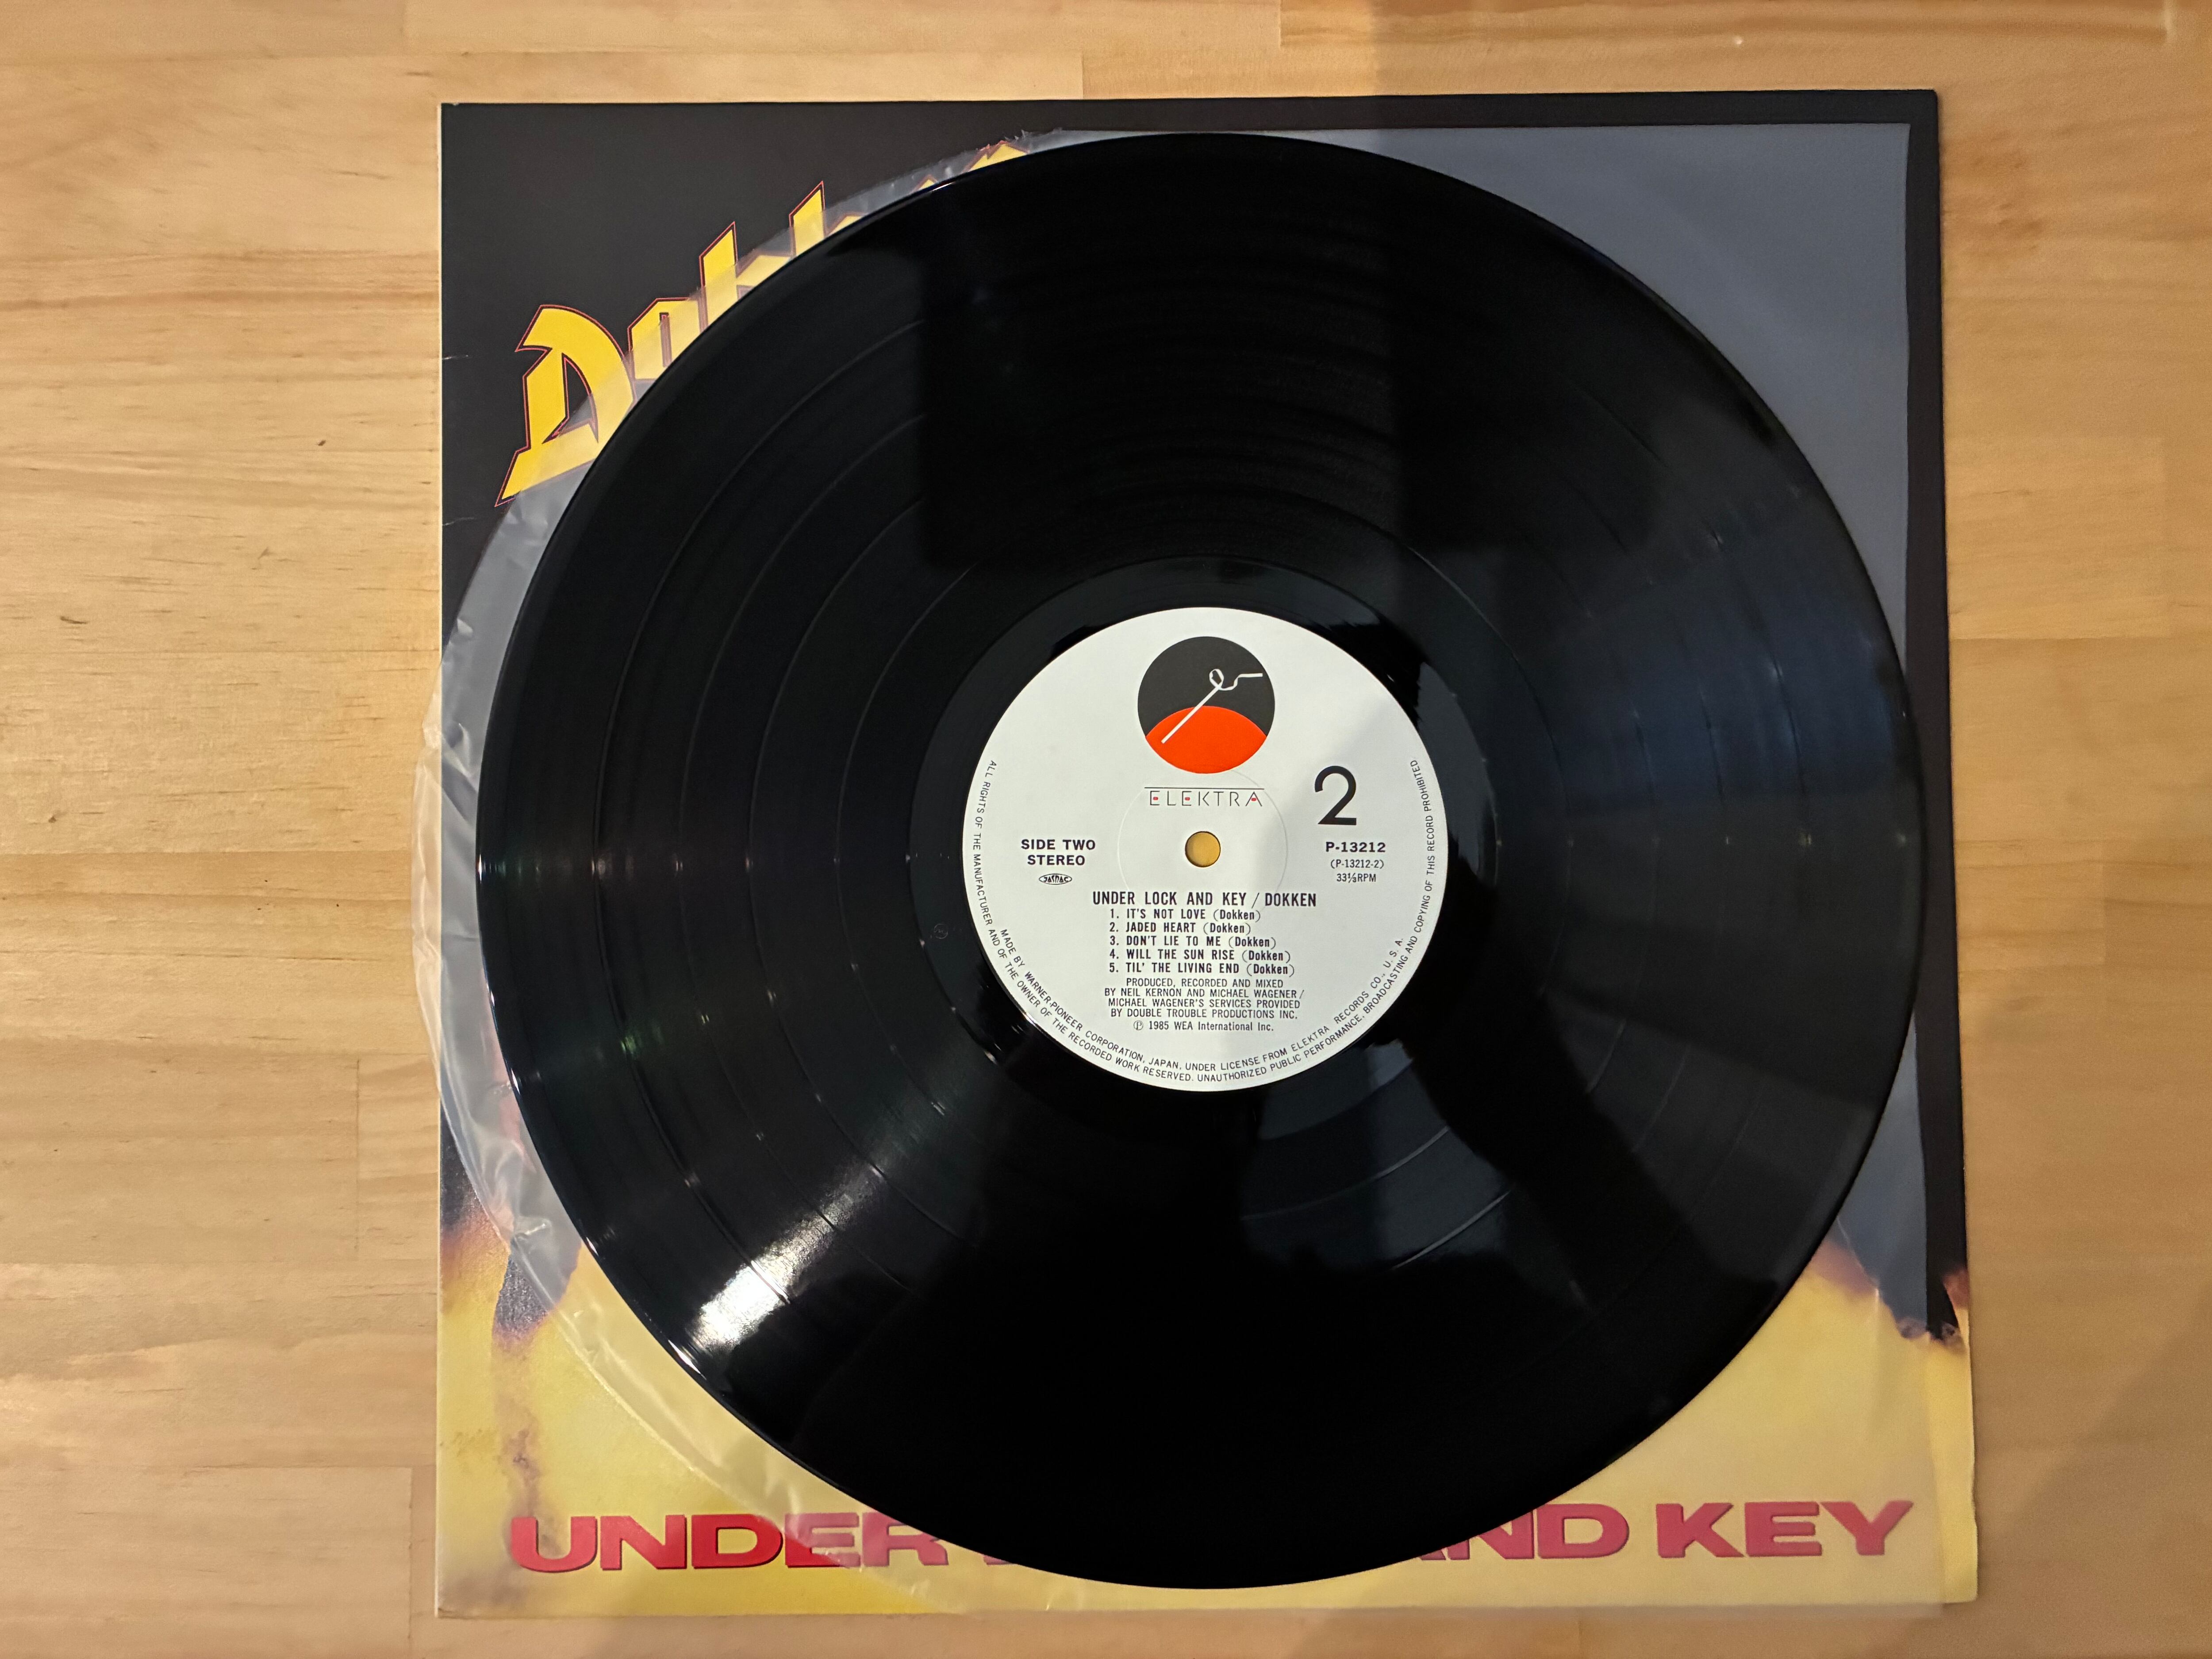 Dokk
ELEKTRA
2
SIDE TWO
STEREO
JASRAC
P-13212
(P-13212-2)
33⅓RPM
UNDER LOCK AND KEY / DOKKEN
1. IT'S NOT LOVE (Dokken)
2. JADED HEART (Dokken)
3. DON'T LIE TO ME (Dokken)
4. WILL THE SUN RISE (Dokken)
5. TIL' THE LIVING END (Dokken)
PRODUCED, RECORDED AND MIXED
BY NEIL KERNON AND MICHAEL WAGENER /
MICHAEL WAGENER'S SERVICES PROVIDED
BY DOUBLE TROUBLE PRODUCTIONS INC.
Ⓟ 1985 WEA International Inc.
MADE BY WARNER-PIONEER CORPORATION, JAPAN, UNDER LICENSE FROM ELEKTRA RECORDS CO., U. S. A.
ALL RIGHTS OF THE MANUFACTURER AND OF THE OWNER OF THE RECORDED WORK RESERVED. UNAUTHORIZED PUBLIC PERFORMANCE, BROADCASTING AND COPYING OF THIS RECORD PROHIBITED
UNDER AND KEY